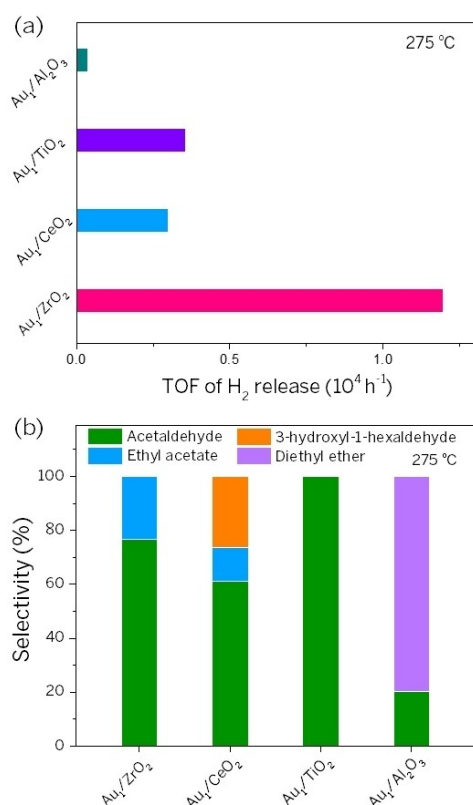 (a)
275 °C
Au₁/Al₂O₃
Au₁/TiO₂
Au₁/CeO₂
Au₁/ZrO₂
0.0 0.5 1.0
TOF of H₂ release (10⁴ h⁻¹)
(b)
Acetaldehyde 3-hydroxyl-1-hexaldehyde
Ethyl acetate Diethyl ether
275 °C
Selectivity (%)
100
80
60
40
20
0
Au₁/ZrO₂ Au₁/CeO₂ Au₁/TiO₂ Au₁/Al₂O₃